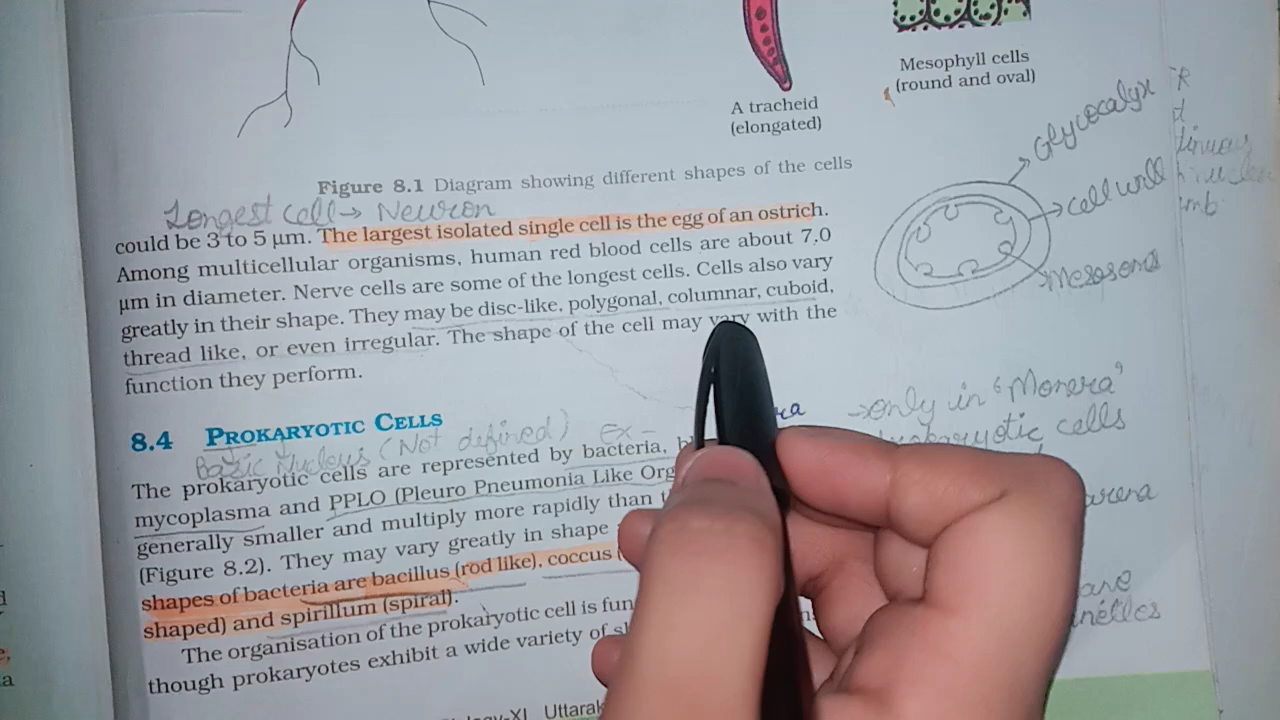 Mesophyll cells
(round and oval)
A tracheid
(elongated)
Glycocalyx
cell wall
Mesosoma
Figure 8.1 Diagram showing different shapes of the cells
Longest cell → Neuron
could be 3 to 5 µm. The largest isolated single cell is the egg of an ostrich.
Among multicellular organisms, human red blood cells are about 7.0
µm in diameter. Nerve cells are some of the longest cells. Cells also vary
greatly in their shape. They may be disc-like, polygonal, columnar, cuboid,
thread like, or even irregular. The shape of the cell may vary with the
function they perform.
→only in "Monera"
cells
8.4 PROKARYOTIC CELLS
Nucleus (Not defined) Ex -
The prokaryotic cells are represented by bacteria,
mycoplasma and PPLO (Pleuro Pneumonia Like Org
generally smaller and multiply more rapidly than
(Figure 8.2). They may vary greatly in shape
shapes of bacteria are bacillus (rod like), coccus
shaped) and spirillum (spiral).
The organisation of the prokaryotic cell is fun
though prokaryotes exhibit a wide variety of
XI Uttarak